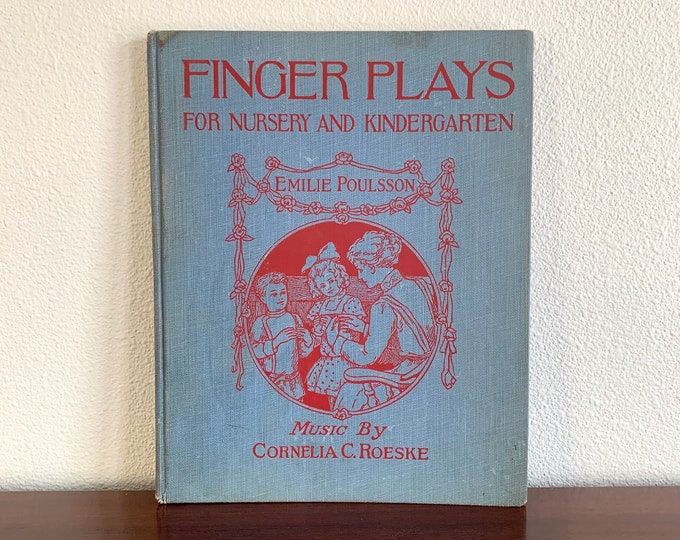 FINGER PLAYS
FOR NURSERY AND KINDERGARTEN
EMILIE POULSSON
MUSIC BY
CORNELIA C. ROESKE